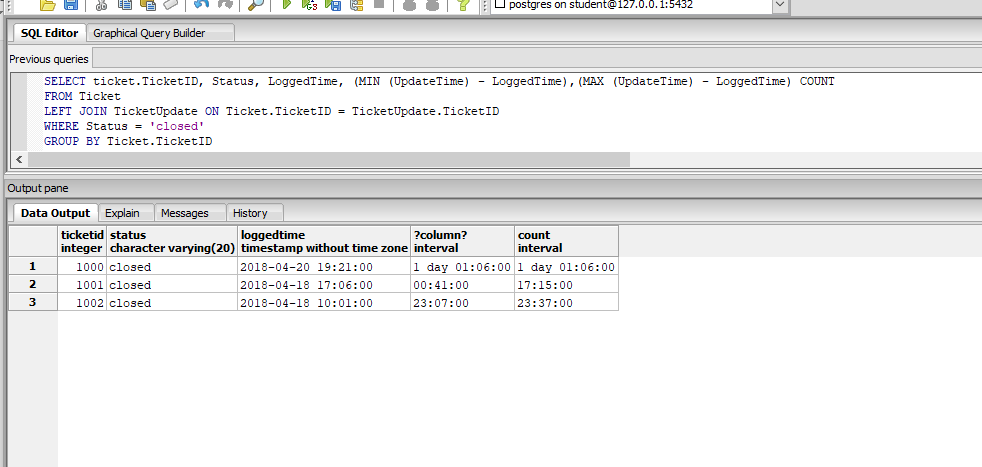 postgres on student@127.0.0.1:5432
SQL Editor Graphical Query Builder
Previous queries
SELECT ticket.TicketID, Status, LoggedTime, (MIN (UpdateTime) - LoggedTime),(MAX (UpdateTime) - LoggedTime) COUNT
FROM Ticket
LEFT JOIN TicketUpdate ON Ticket.TicketID = TicketUpdate.TicketID
WHERE Status = 'closed'
GROUP BY Ticket.TicketID
Output pane
Data Output Explain Messages History
ticketid status loggedtime ?column? count
integer character varying(20) timestamp without time zone interval interval
1 1000 closed 2018-04-20 19:21:00 1 day 01:06:00 1 day 01:06:00
2 1001 closed 2018-04-18 17:06:00 00:41:00 17:15:00
3 1002 closed 2018-04-18 10:01:00 23:07:00 23:37:00